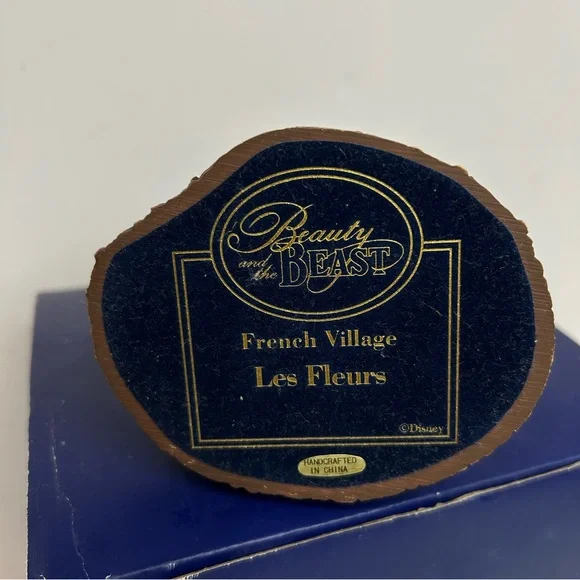 Beauty
and the BEAST
French Village
Les Fleurs
©Disney
HANDCRAFTED
IN CHINA